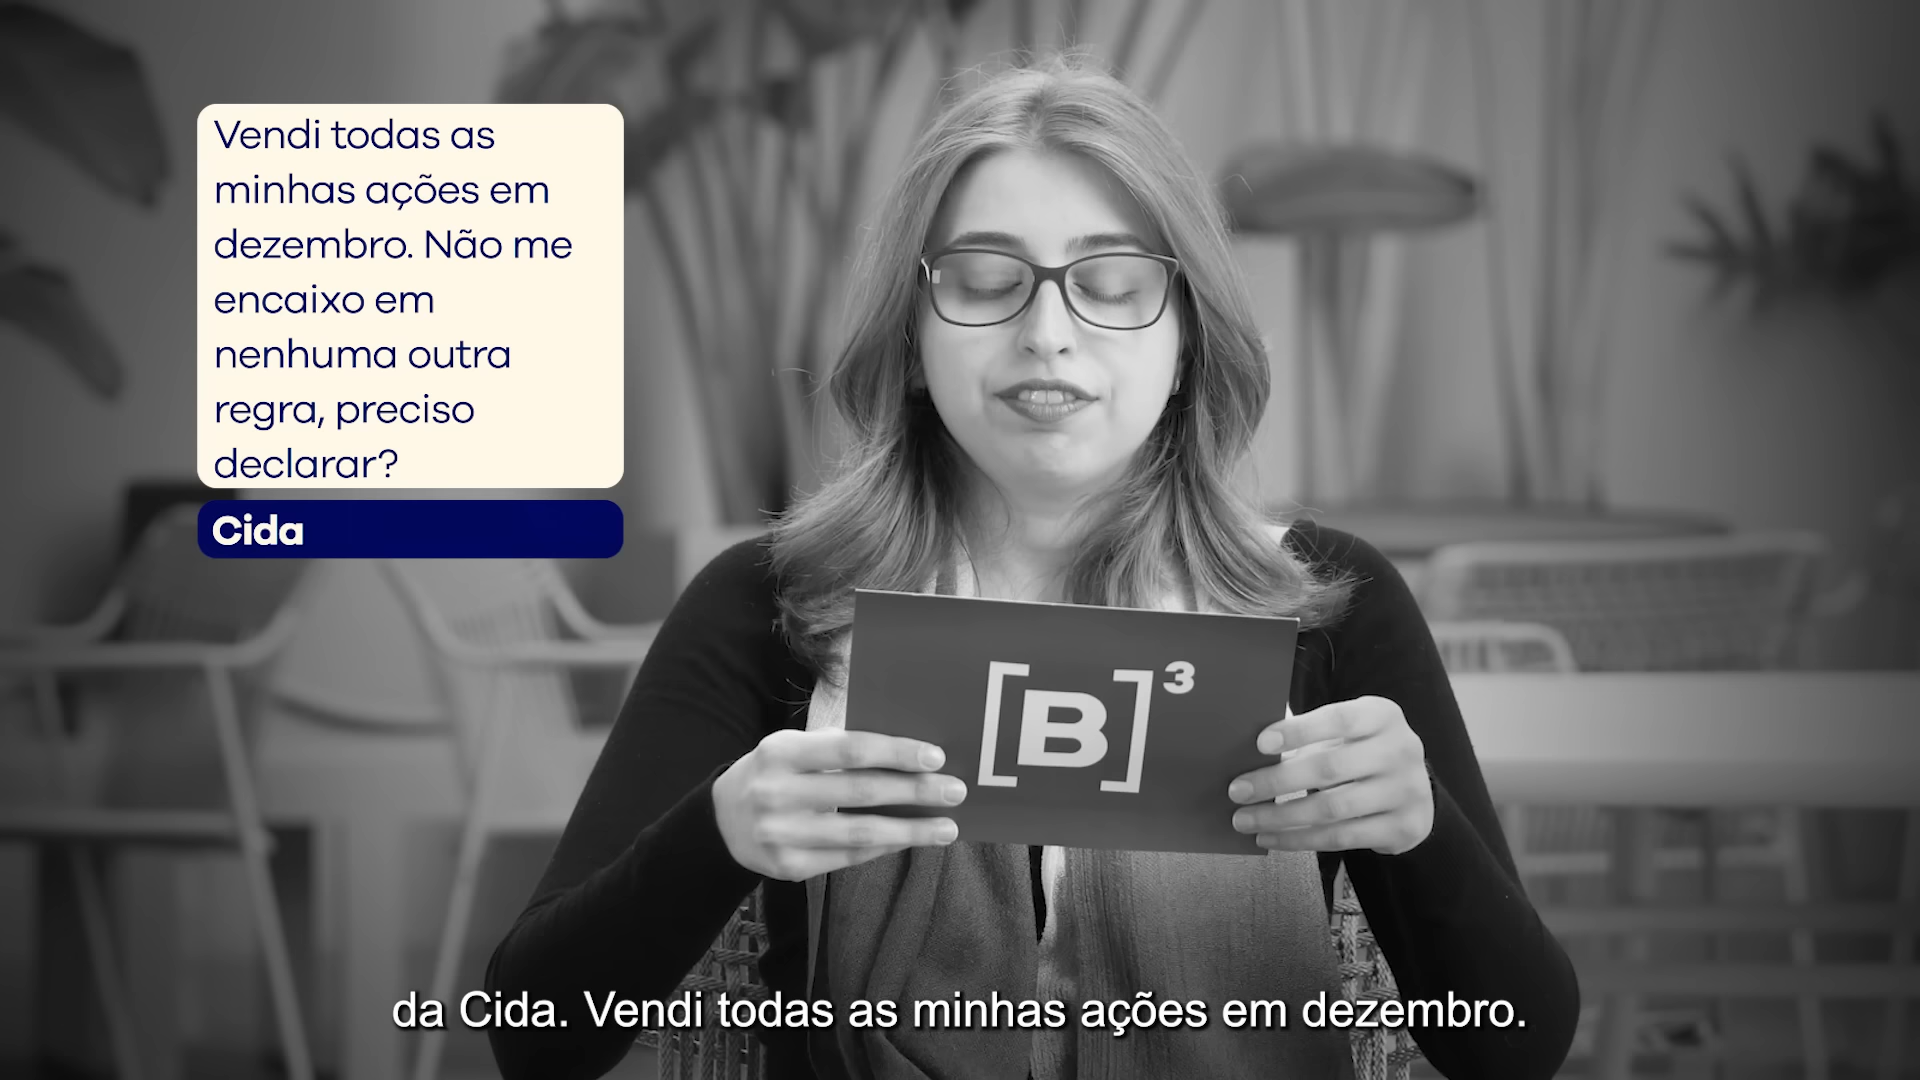 Vendi todas as
minhas ações em
dezembro. Não me
encaixo em
nenhuma outra
regra, preciso
declarar?
Cida
[B]³
da Cida. Vendi todas as minhas ações em dezembro.